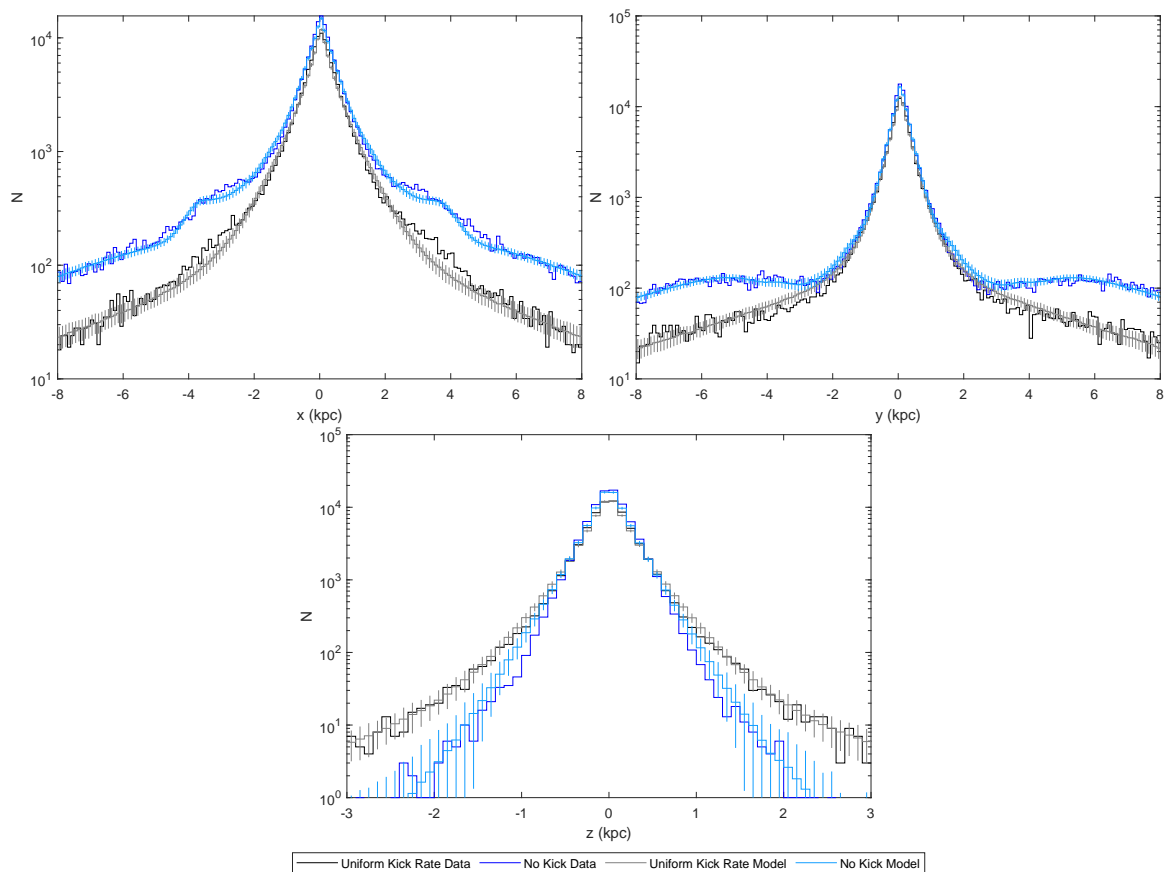 10^4
10^3
10^2
10^1
N
-8 -6 -4 -2 0 2 4 6 8
x (kpc)
10^5
10^4
10^3
10^2
10^1
N
-8 -6 -4 -2 0 2 4 6 8
y (kpc)
10^5
10^4
10^3
10^2
10^1
10^0
N
-3 -2 -1 0 1 2 3
z (kpc)
Uniform Kick Rate Data No Kick Data Uniform Kick Rate Model No Kick Model